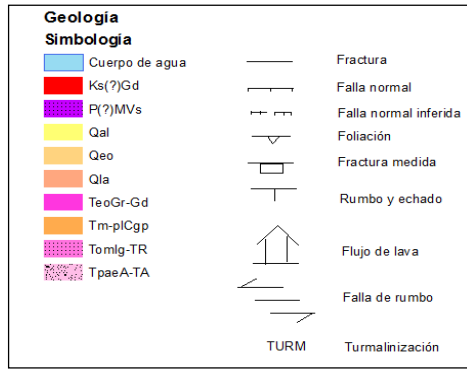 Geología
Simbología
Cuerpo de agua
Ks(?)Gd
P(?)MVs
Qal
Qeo
Qla
TeoGr-Gd
Tm-plCgp
TomIg-TR
TpaeA-TA
Fractura
Falla normal
Falla normal inferida
Foliación
Fractura medida
Rumbo y echado
Flujo de lava
Falla de rumbo
TURM Turmalinización